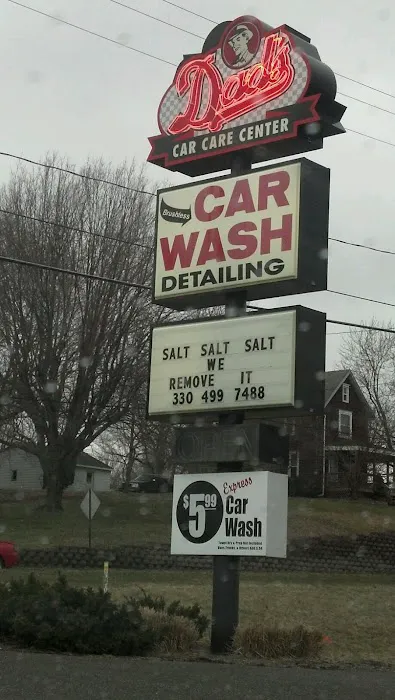 Dad's
CAR CARE CENTER
Brushless
CAR
WASH
DETAILING
SALT SALT SALT
WE
REMOVE IT
330 499 7488
$5.99
Express
Car
Wash